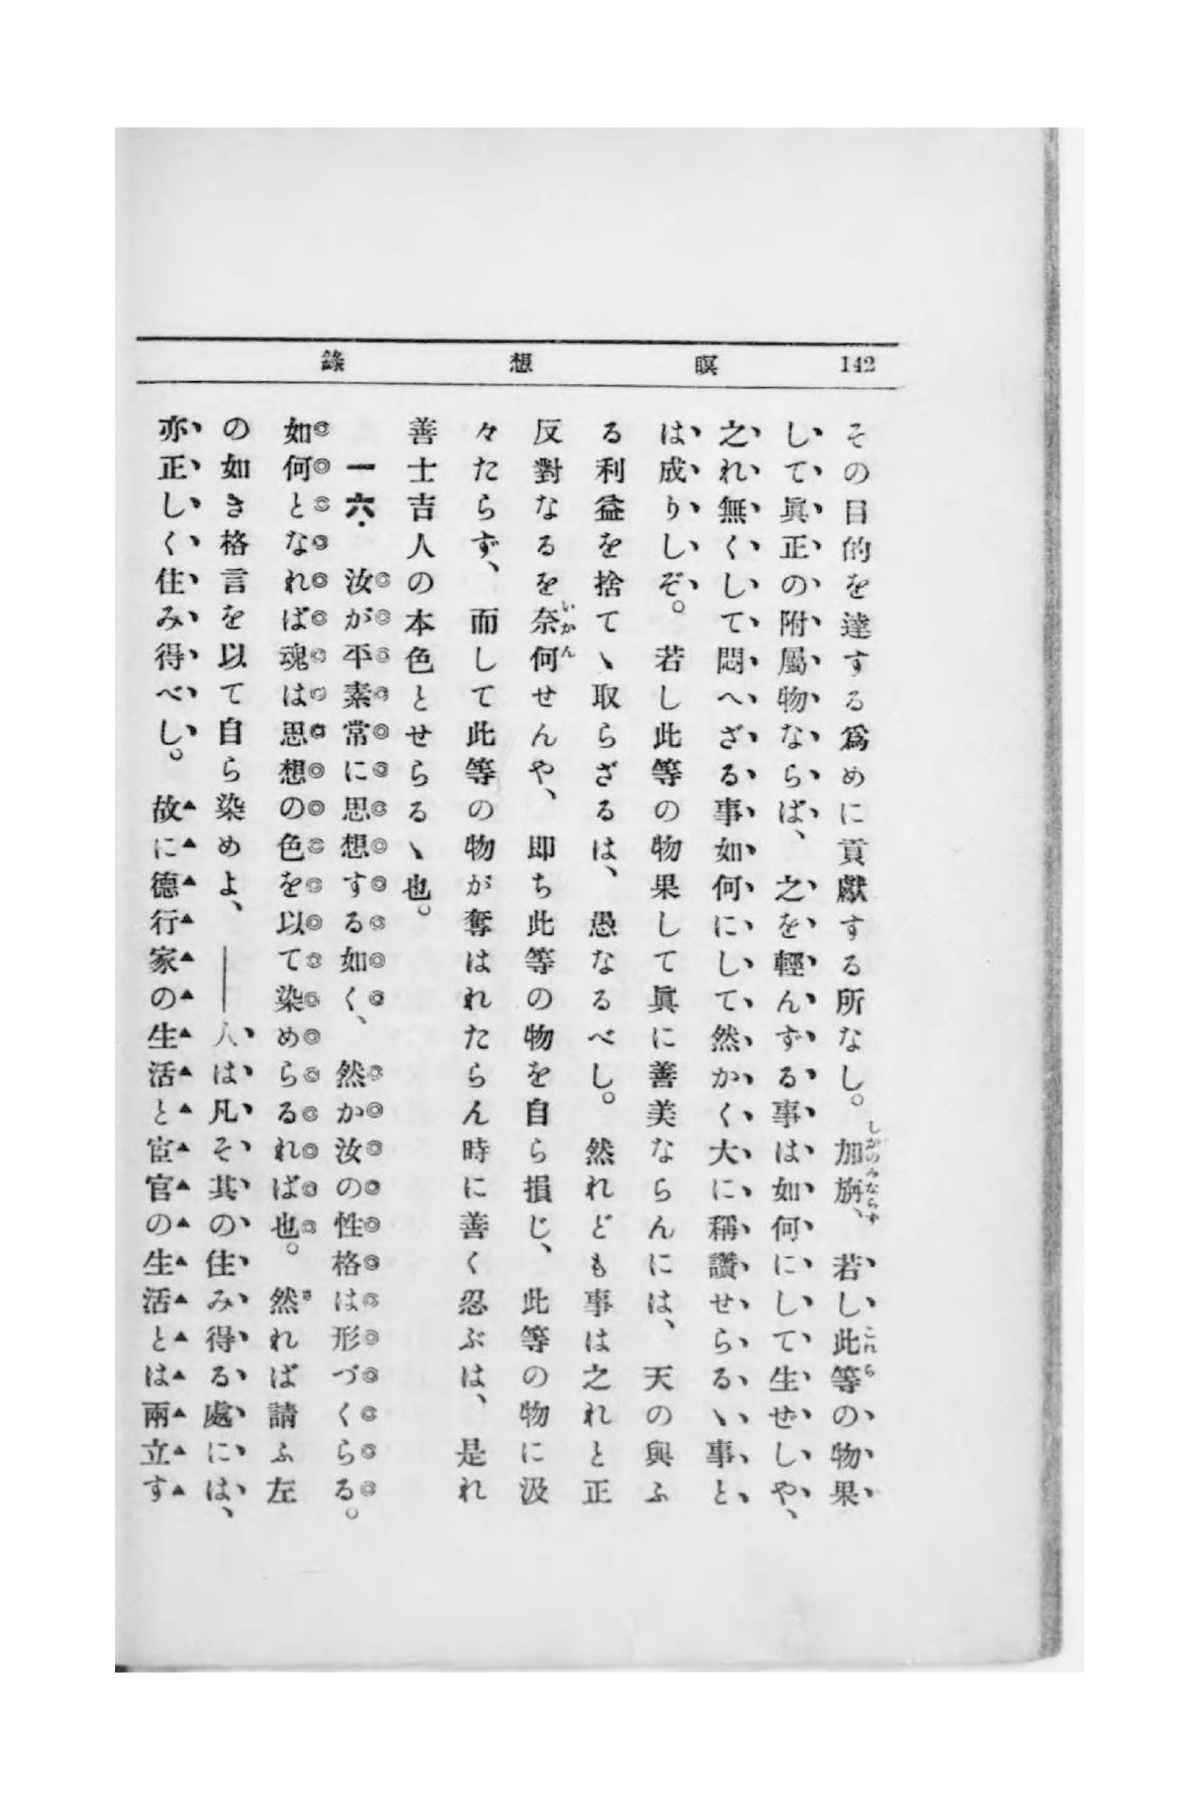 142 瞑想錄
その目的を達する爲めに貢獻する所なし。加旃、若し此等の物果
して眞正の附屬物ならば、之を輕んずる事は如何にして生ぜしや、
之れ無くして悶へざる事如何にして然かく大に稱讚せらるゝ事と
は成りしぞ。若し此等の物果して眞に善美ならんには、天の與ふ
る利益を捨てゝ取らざるは、愚なるべし。然れども事は之れと正
反對なるを奈何せんや、即ち此等の物を自ら損じ、此等の物に汲
々たらず、而して此等の物が奪はれたらん時に善く忍ぶは、是れ
善士吉人の本色とせらるゝ也。
一六．汝が平素常に思想する如く、然か汝の性格は形づくらる。
如何となれば魂は思想の色を以て染めらるれば也。然れば請ふ左
の如き格言を以て自ら染めよ、――人は凡そ其の住み得る處には、
亦正しく住み得べし。故に德行家の生活と宦官の生活とは兩立す